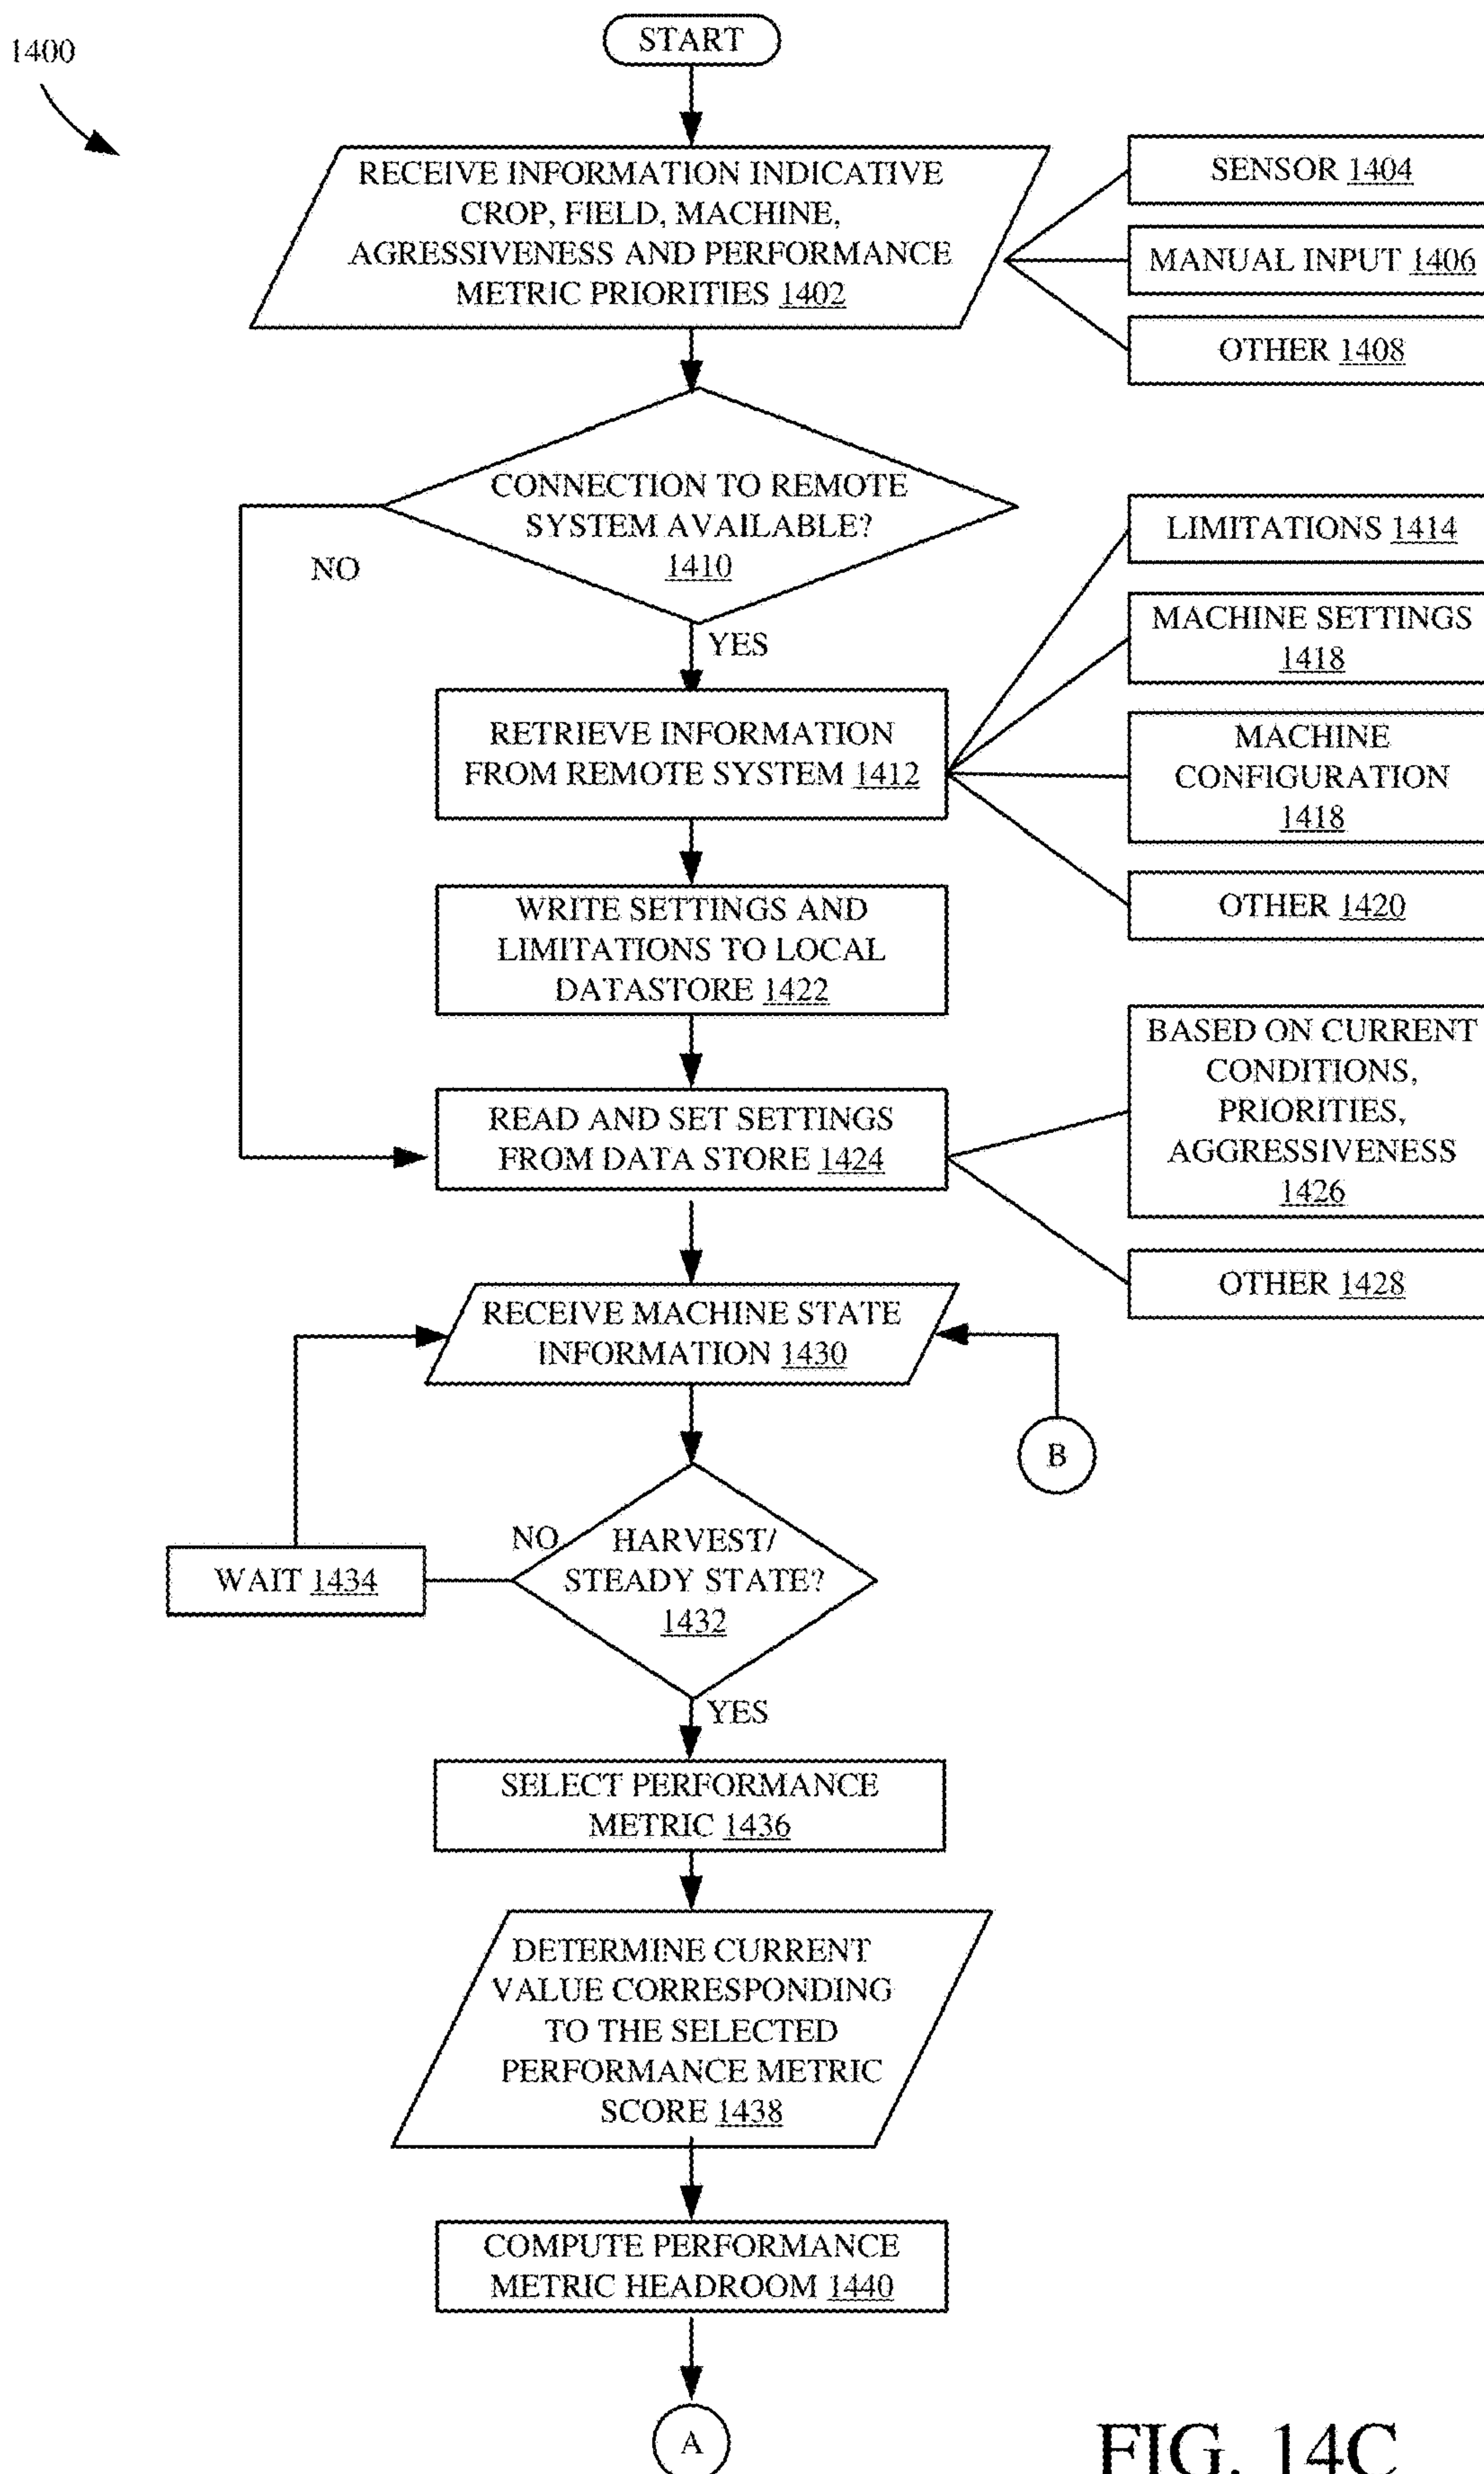 1400
START
RECEIVE INFORMATION INDICATIVE
CROP, FIELD, MACHINE,
AGRESSIVENESS AND PERFORMANCE
METRIC PRIORITIES 1402
SENSOR 1404
MANUAL INPUT 1406
OTHER 1408
CONNECTION TO REMOTE
SYSTEM AVAILABLE?
1410
NO
YES
RETRIEVE INFORMATION
FROM REMOTE SYSTEM 1412
LIMITATIONS 1414
MACHINE SETTINGS
1418
MACHINE
CONFIGURATION
1418
OTHER 1420
WRITE SETTINGS AND
LIMITATIONS TO LOCAL
DATASTORE 1422
READ AND SET SETTINGS
FROM DATA STORE 1424
BASED ON CURRENT
CONDITIONS,
PRIORITIES,
AGGRESSIVENESS
1426
OTHER 1428
RECEIVE MACHINE STATE
INFORMATION 1430
B
HARVEST/
STEADY STATE?
1432
NO
WAIT 1434
YES
SELECT PERFORMANCE
METRIC 1436
DETERMINE CURRENT
VALUE CORRESPONDING
TO THE SELECTED
PERFORMANCE METRIC
SCORE 1438
COMPUTE PERFORMANCE
METRIC HEADROOM 1440
A
FIG. 14C